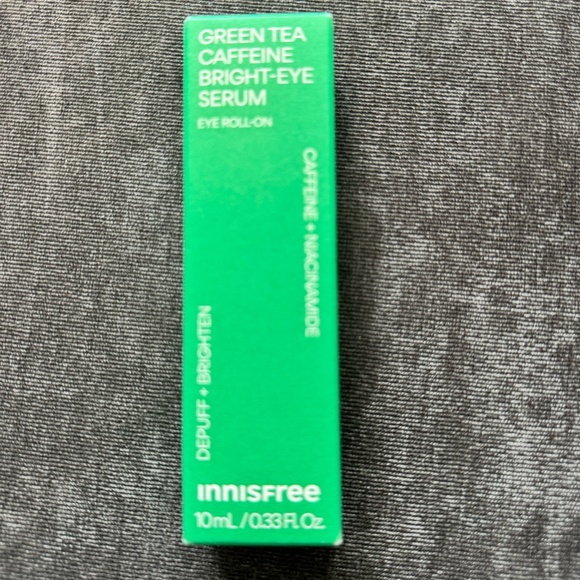 GREEN TEA
CAFFEINE
BRIGHT-EYE
SERUM
EYE ROLL-ON
CAFFEINE + NIACINAMIDE
DEPUFF + BRIGHTEN
innisfree
10mL / 0.33 Fl. Oz.